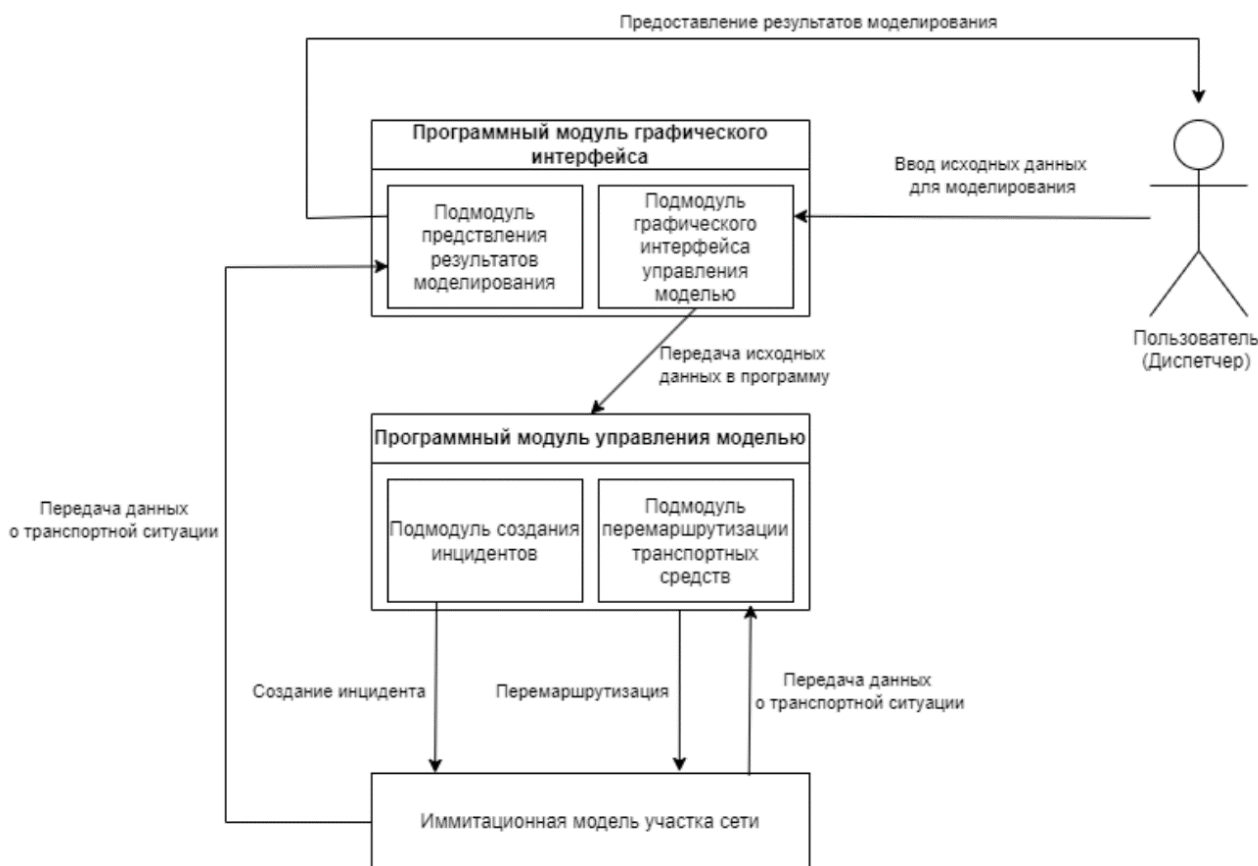 Предоставление результатов моделирования
Программный модуль графического
интерфейса
Ввод исходных данных
для моделирования
Подмодуль
предствления
результатов
моделирования
Подмодуль
графического
интерфейса
управления
моделью
Пользователь
(Диспетчер)
Передача исходных
данных в программу
Программный модуль управления моделью
Передача данных
о транспортной ситуации
Подмодуль создания
инцидентов
Подмодуль
перемаршрутизации
транспортных
средств
Создание инцидента
Перемаршрутизация
Передача данных
о транспортной ситуации
Иммитационная модель участка сети